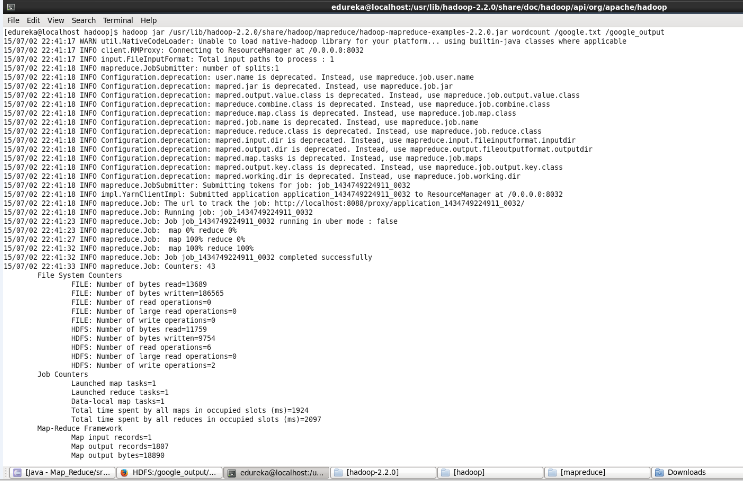 edureka@localhost:/usr/lib/hadoop-2.2.0/share/doc/hadoop/api/org/apache/hadoop
File Edit View Search Terminal Help
[edureka@localhost hadoop]$ hadoop jar /usr/lib/hadoop-2.2.0/share/hadoop/mapreduce/hadoop-mapreduce-examples-2.2.0.jar wordcount /google.txt /google_output
15/07/02 22:41:17 WARN util.NativeCodeLoader: Unable to load native-hadoop library for your platform... using builtin-java classes where applicable
15/07/02 22:41:17 INFO client.RMProxy: Connecting to ResourceManager at /0.0.0.0:8032
15/07/02 22:41:17 INFO input.FileInputFormat: Total input paths to process : 1
15/07/02 22:41:18 INFO mapreduce.JobSubmitter: number of splits:1
15/07/02 22:41:18 INFO Configuration.deprecation: user.name is deprecated. Instead, use mapreduce.job.user.name
15/07/02 22:41:18 INFO Configuration.deprecation: mapred.jar is deprecated. Instead, use mapreduce.job.jar
15/07/02 22:41:18 INFO Configuration.deprecation: mapred.output.value.class is deprecated. Instead, use mapreduce.job.output.value.class
15/07/02 22:41:18 INFO Configuration.deprecation: mapreduce.combine.class is deprecated. Instead, use mapreduce.job.combine.class
15/07/02 22:41:18 INFO Configuration.deprecation: mapreduce.map.class is deprecated. Instead, use mapreduce.job.map.class
15/07/02 22:41:18 INFO Configuration.deprecation: mapred.job.name is deprecated. Instead, use mapreduce.job.name
15/07/02 22:41:18 INFO Configuration.deprecation: mapreduce.reduce.class is deprecated. Instead, use mapreduce.job.reduce.class
15/07/02 22:41:18 INFO Configuration.deprecation: mapred.input.dir is deprecated. Instead, use mapreduce.input.fileinputformat.inputdir
15/07/02 22:41:18 INFO Configuration.deprecation: mapred.output.dir is deprecated. Instead, use mapreduce.output.fileoutputformat.outputdir
15/07/02 22:41:18 INFO Configuration.deprecation: mapred.map.tasks is deprecated. Instead, use mapreduce.job.maps
15/07/02 22:41:18 INFO Configuration.deprecation: mapred.output.key.class is deprecated. Instead, use mapreduce.job.output.key.class
15/07/02 22:41:18 INFO Configuration.deprecation: mapred.working.dir is deprecated. Instead, use mapreduce.job.working.dir
15/07/02 22:41:18 INFO mapreduce.JobSubmitter: Submitting tokens for job: job_1434749224911_0032
15/07/02 22:41:18 INFO impl.YarnClientImpl: Submitted application application_1434749224911_0032 to ResourceManager at /0.0.0.0:8032
15/07/02 22:41:18 INFO mapreduce.Job: The url to track the job: http://localhost:8088/proxy/application_1434749224911_0032/
15/07/02 22:41:18 INFO mapreduce.Job: Running job: job_1434749224911_0032
15/07/02 22:41:23 INFO mapreduce.Job: Job job_1434749224911_0032 running in uber mode : false
15/07/02 22:41:23 INFO mapreduce.Job: map 0% reduce 0%
15/07/02 22:41:27 INFO mapreduce.Job: map 100% reduce 0%
15/07/02 22:41:32 INFO mapreduce.Job: map 100% reduce 100%
15/07/02 22:41:32 INFO mapreduce.Job: Job job_1434749224911_0032 completed successfully
15/07/02 22:41:33 INFO mapreduce.Job: Counters: 43
File System Counters
FILE: Number of bytes read=13689
FILE: Number of bytes written=186565
FILE: Number of read operations=0
FILE: Number of large read operations=0
FILE: Number of write operations=0
HDFS: Number of bytes read=11759
HDFS: Number of bytes written=9754
HDFS: Number of read operations=6
HDFS: Number of large read operations=0
HDFS: Number of write operations=2
Job Counters
Launched map tasks=1
Launched reduce tasks=1
Data-local map tasks=1
Total time spent by all maps in occupied slots (ms)=1924
Total time spent by all reduces in occupied slots (ms)=2097
Map-Reduce Framework
Map input records=1
Map output records=1807
Map output bytes=18890
[Java - Map_Reduce/sr... HDFS:/google_output/... edureka@localhost:/u... [hadoop-2.2.0] [hadoop] [mapreduce] Downloads